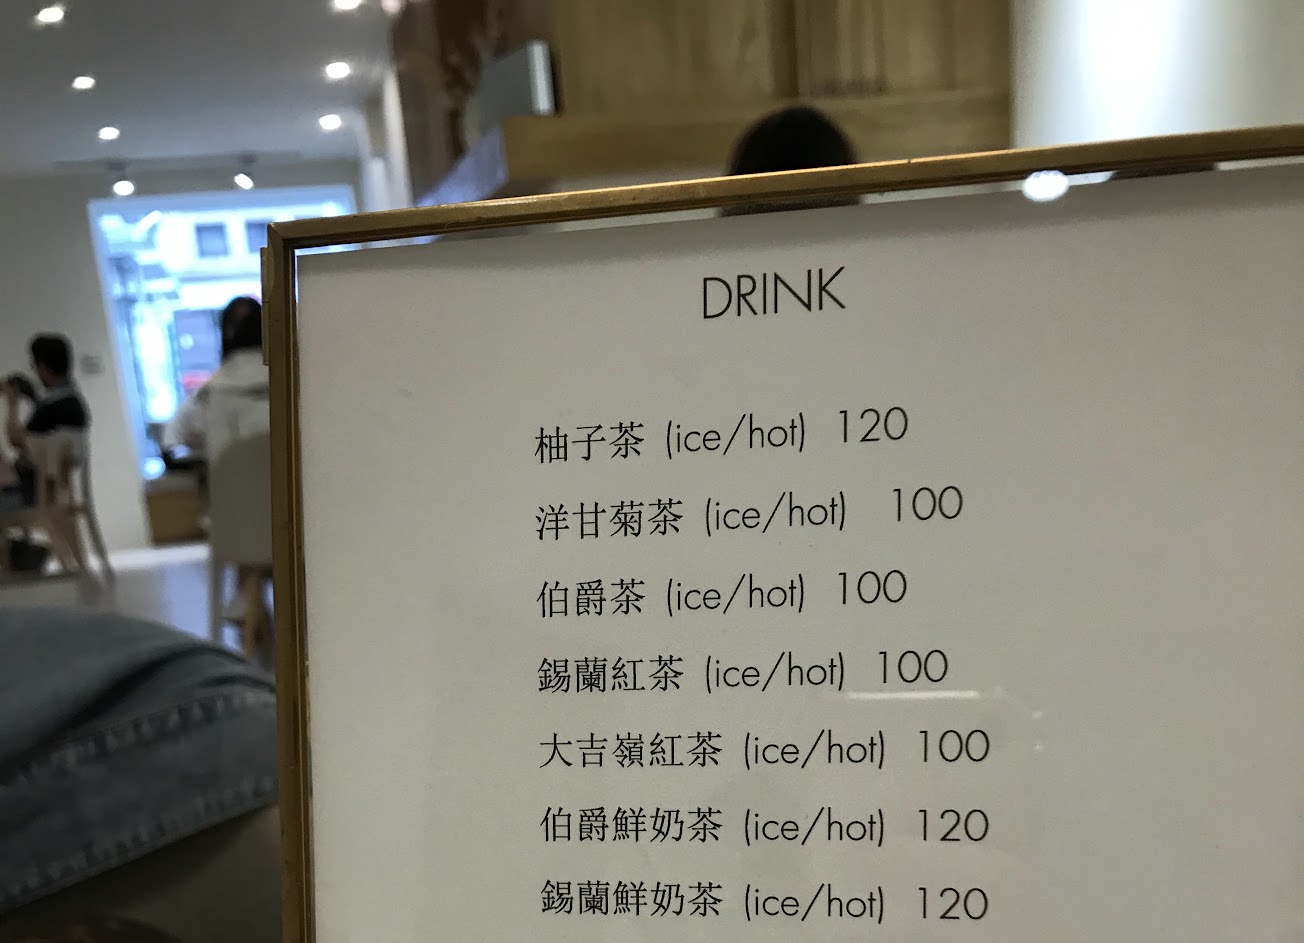 DRINK
柚子茶 (ice/hot) 120
洋甘菊茶 (ice/hot) 100
伯爵茶 (ice/hot) 100
錫蘭紅茶 (ice/hot) 100
大吉嶺紅茶 (ice/hot) 100
伯爵鮮奶茶 (ice/hot) 120
錫蘭鮮奶茶 (ice/hot) 120